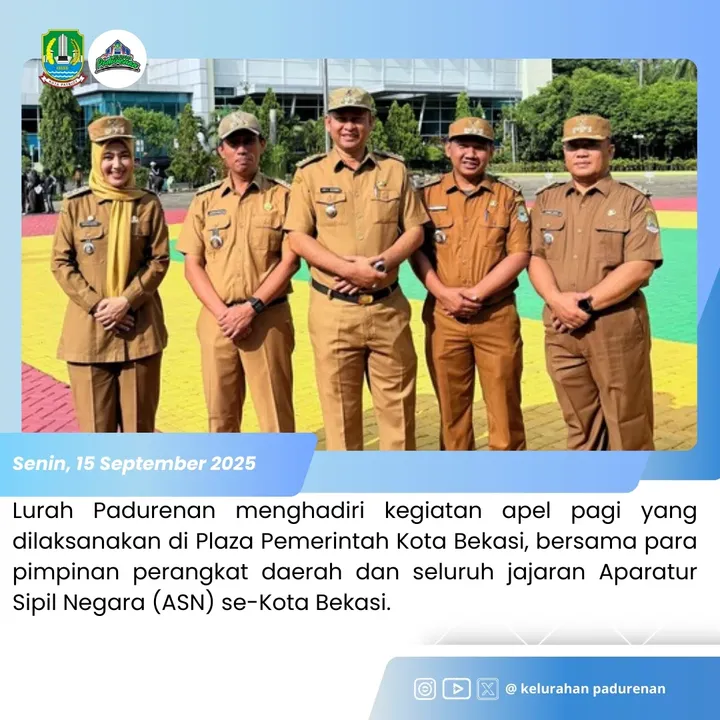 Senin, 15 September 2025
Lurah Padurenan menghadiri kegiatan apel pagi yang
dilaksanakan di Plaza Pemerintah Kota Bekasi, bersama para
pimpinan perangkat daerah dan seluruh jajaran Aparatur
Sipil Negara (ASN) se-Kota Bekasi.
@ kelurahan padurenan